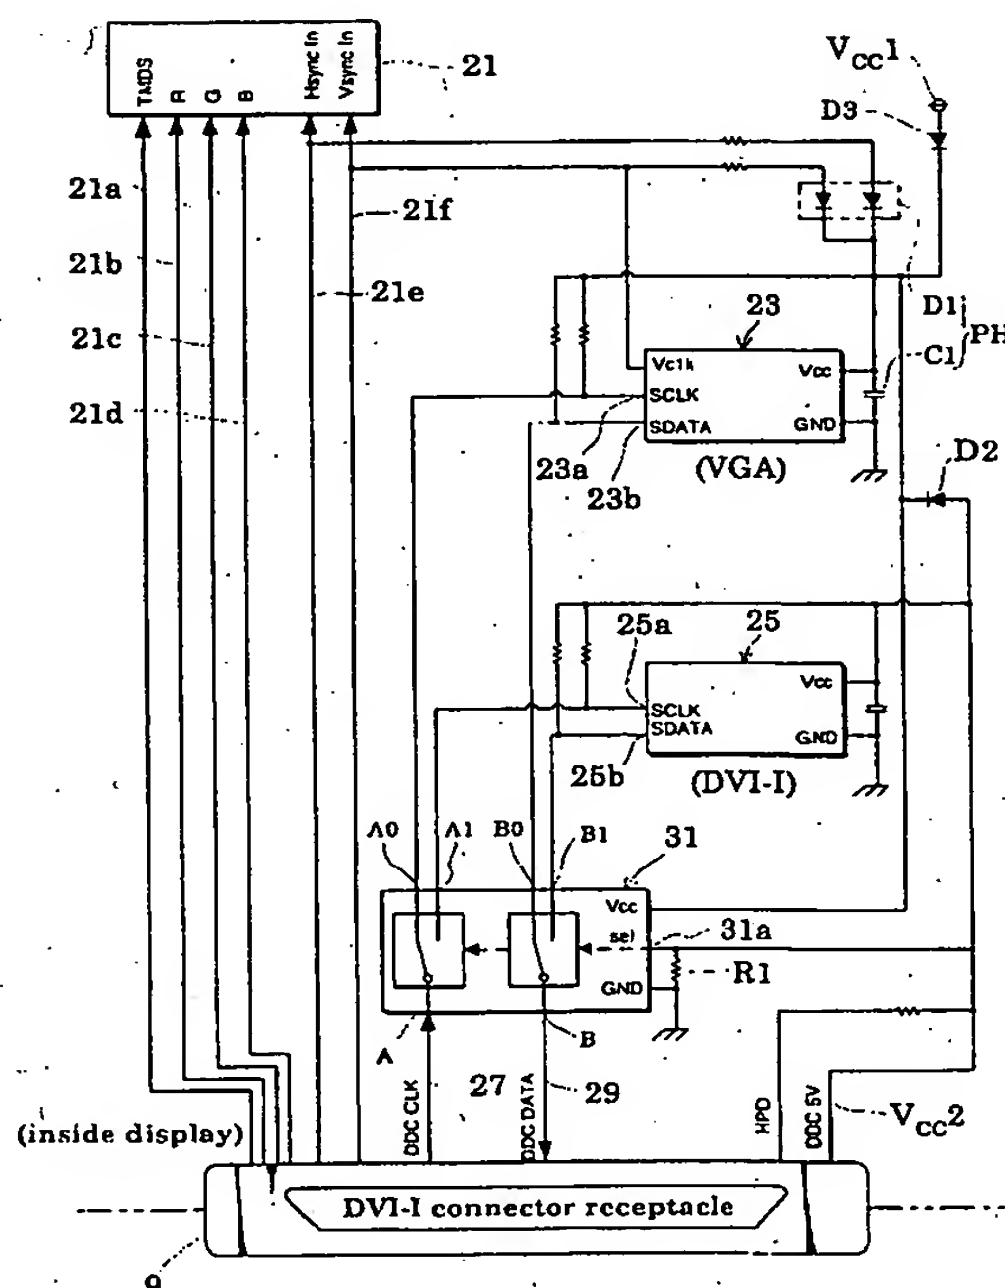 TMDS
R
G
B
Hsync In
Vsync In
21
VCC1
D3
21a
21f
21b
21e
D1
PH
C1
23
21c
Vclk
Vcc
SCLK
21d
SDATA
GND
23a
(VGA)
D2
23b
25a
25
Vcc
SCLK
SDATA
GND
25b
(DVI-I)
A0
A1
B0
B1
31
Vcc
sel
31a
GND
R1
A
B
27
29
DDC CLK
DDC DATA
HPD
DDC 5V
VCC2
(inside display)
DVI-I connector receptacle
9